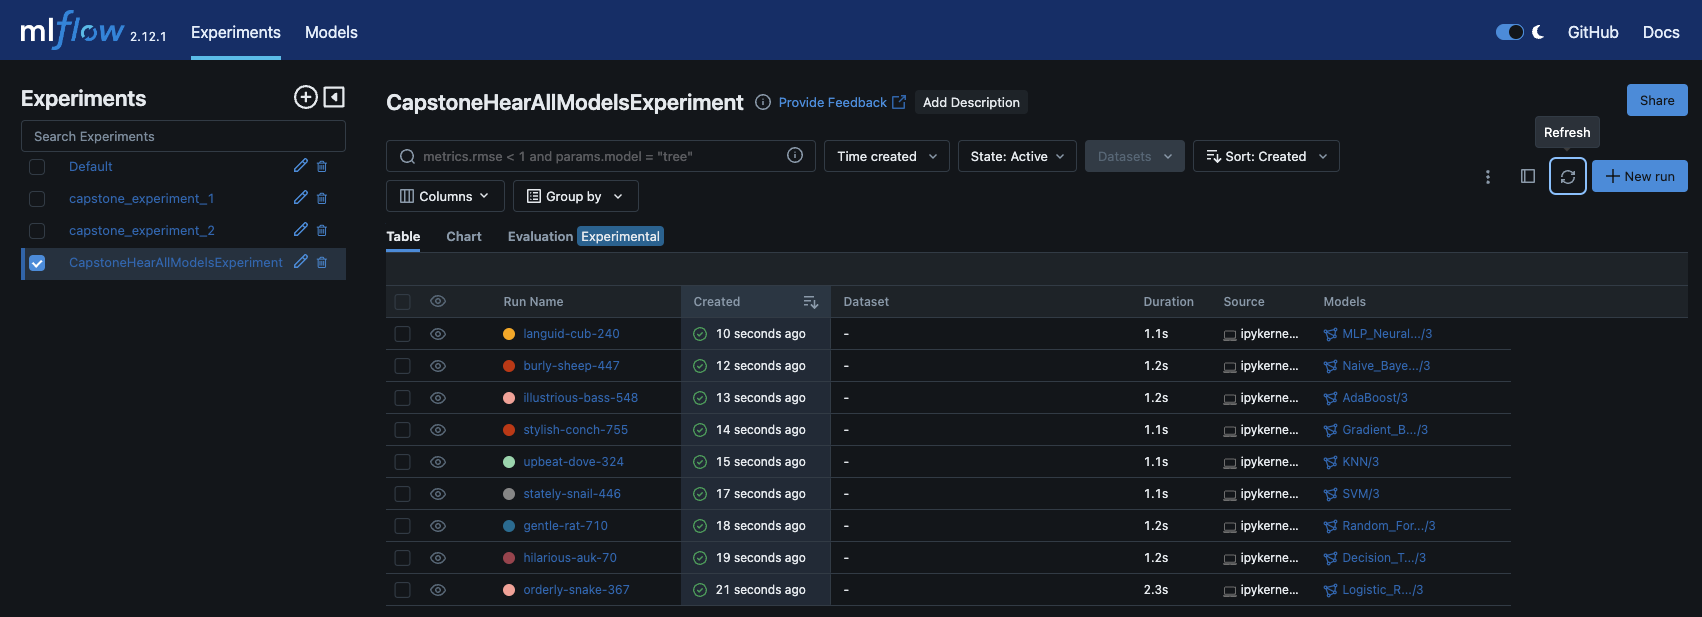 mlflow 2.12.1 Experiments Models GitHub Docs
Experiments
Search Experiments
Default
capstone_experiment_1
capstone_experiment_2
CapstoneHearAllModelsExperiment
CapstoneHearAllModelsExperiment Provide Feedback Add Description
Share
Refresh
metrics.rmse < 1 and params.model = "tree" Time created State: Active Datasets Sort: Created
New run
Columns Group by
Table Chart Evaluation Experimental
Run Name Created Dataset Duration Source Models
languid-cub-240 10 seconds ago - 1.1s ipykerne... MLP_Neural.../3
burly-sheep-447 12 seconds ago - 1.2s ipykerne... Naive_Baye.../3
illustrious-bass-548 13 seconds ago - 1.2s ipykerne... AdaBoost/3
stylish-conch-755 14 seconds ago - 1.1s ipykerne... Gradient_B.../3
upbeat-dove-324 15 seconds ago - 1.1s ipykerne... KNN/3
stately-snail-446 17 seconds ago - 1.1s ipykerne... SVM/3
gentle-rat-710 18 seconds ago - 1.2s ipykerne... Random_For.../3
hilarious-auk-70 19 seconds ago - 1.2s ipykerne... Decision_T.../3
orderly-snake-367 21 seconds ago - 2.3s ipykerne... Logistic_R.../3